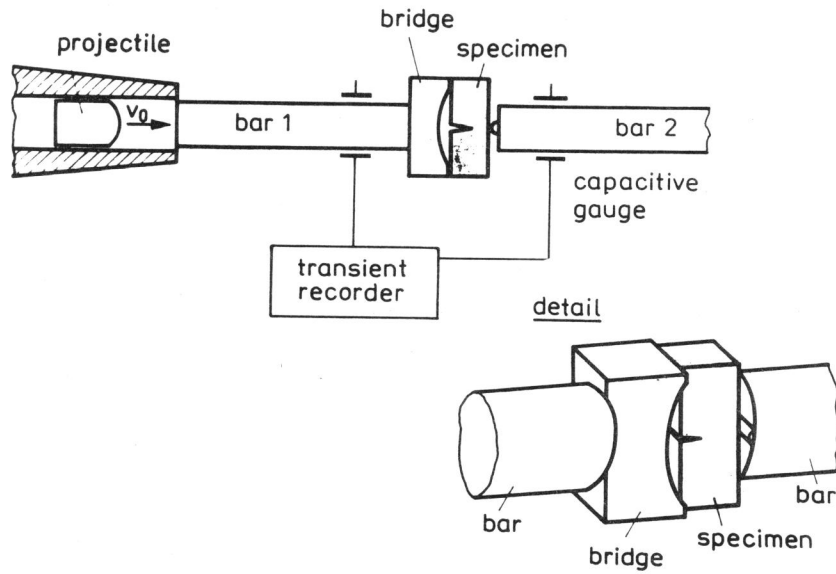 bridge
projectile
specimen
v0
bar 1
bar 2
capacitive
gauge
transient
recorder
detail
bar
bar
bridge
specimen